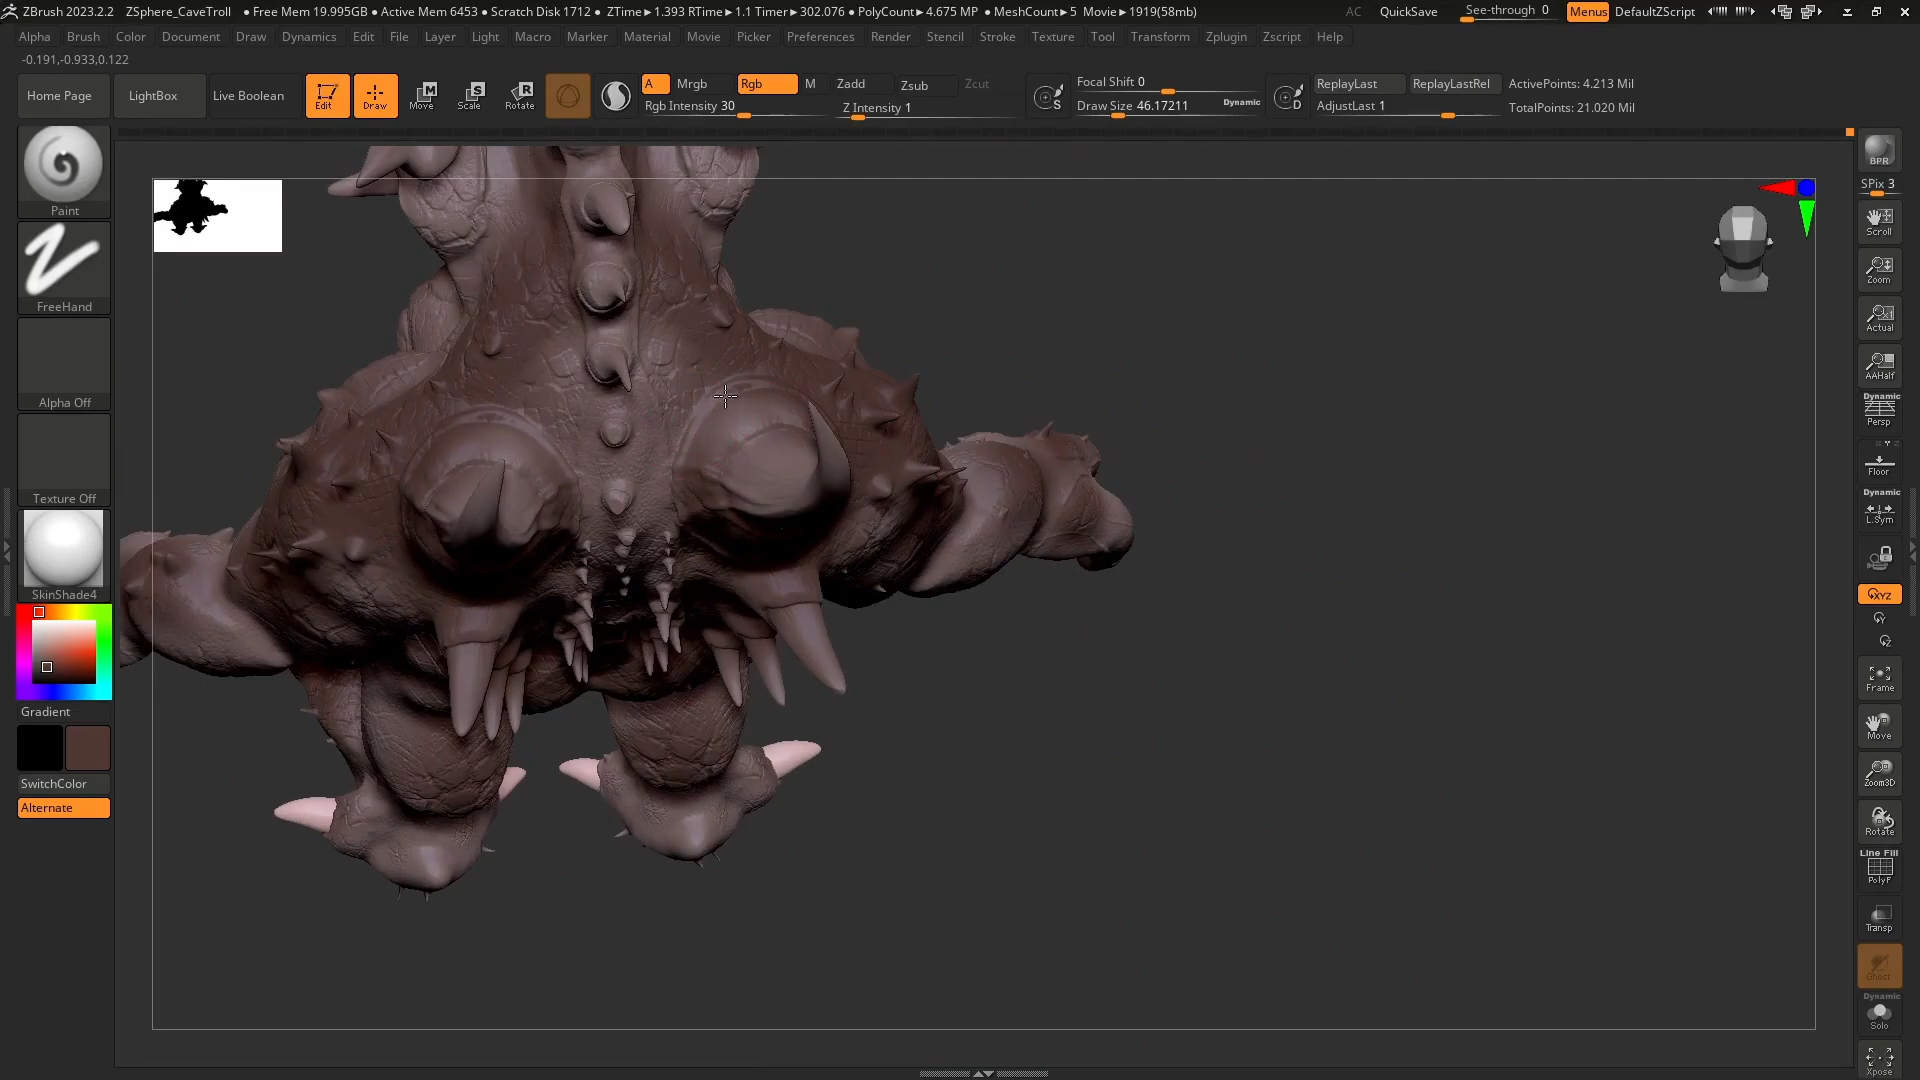 ZBrush 2023.2.2 ZSphere_CaveTroll ● Free Mem 19.995GB ● Active Mem 6453 ● Scratch Disk 1712 ● ZTime►1.393 RTime►1.1 Timer►302.076 ● PolyCount►4.675 MP ● MeshCount►5 Movie►1919(58mb) AC QuickSave See-through 0 Menus DefaultZScript
Alpha Brush Color Document Draw Dynamics Edit File Layer Light Macro Marker Material Movie Picker Preferences Render Stencil Stroke Texture Tool Transform Zplugin Zscript Help
-0.191,-0.933,0.122
Home Page LightBox Live Boolean Edit Draw Move Scale Rotate A Mrgb Rgb M Zadd Zsub Zcut Focal Shift 0 ReplayLast ReplayLastRel ActivePoints: 4.213 Mil
Rgb Intensity 30 Z Intensity 1 Draw Size 46.17211 Dynamic AdjustLast 1 TotalPoints: 21.020 Mil
M
S
R
S
D
Paint
FreeHand
Alpha Off
Texture Off
SkinShade4
Gradient
SwitchColor
Alternate
BPR
SPix 3
Scroll
Zoom
Actual
AAHalf
Dynamic
Persp
Floor
Dynamic
L.Sym
XYZ
Y
Z
Frame
Move
Zoom3D
Rotate
Line Fill
PolyF
Transp
Ghost
Dynamic
Solo
Xpose